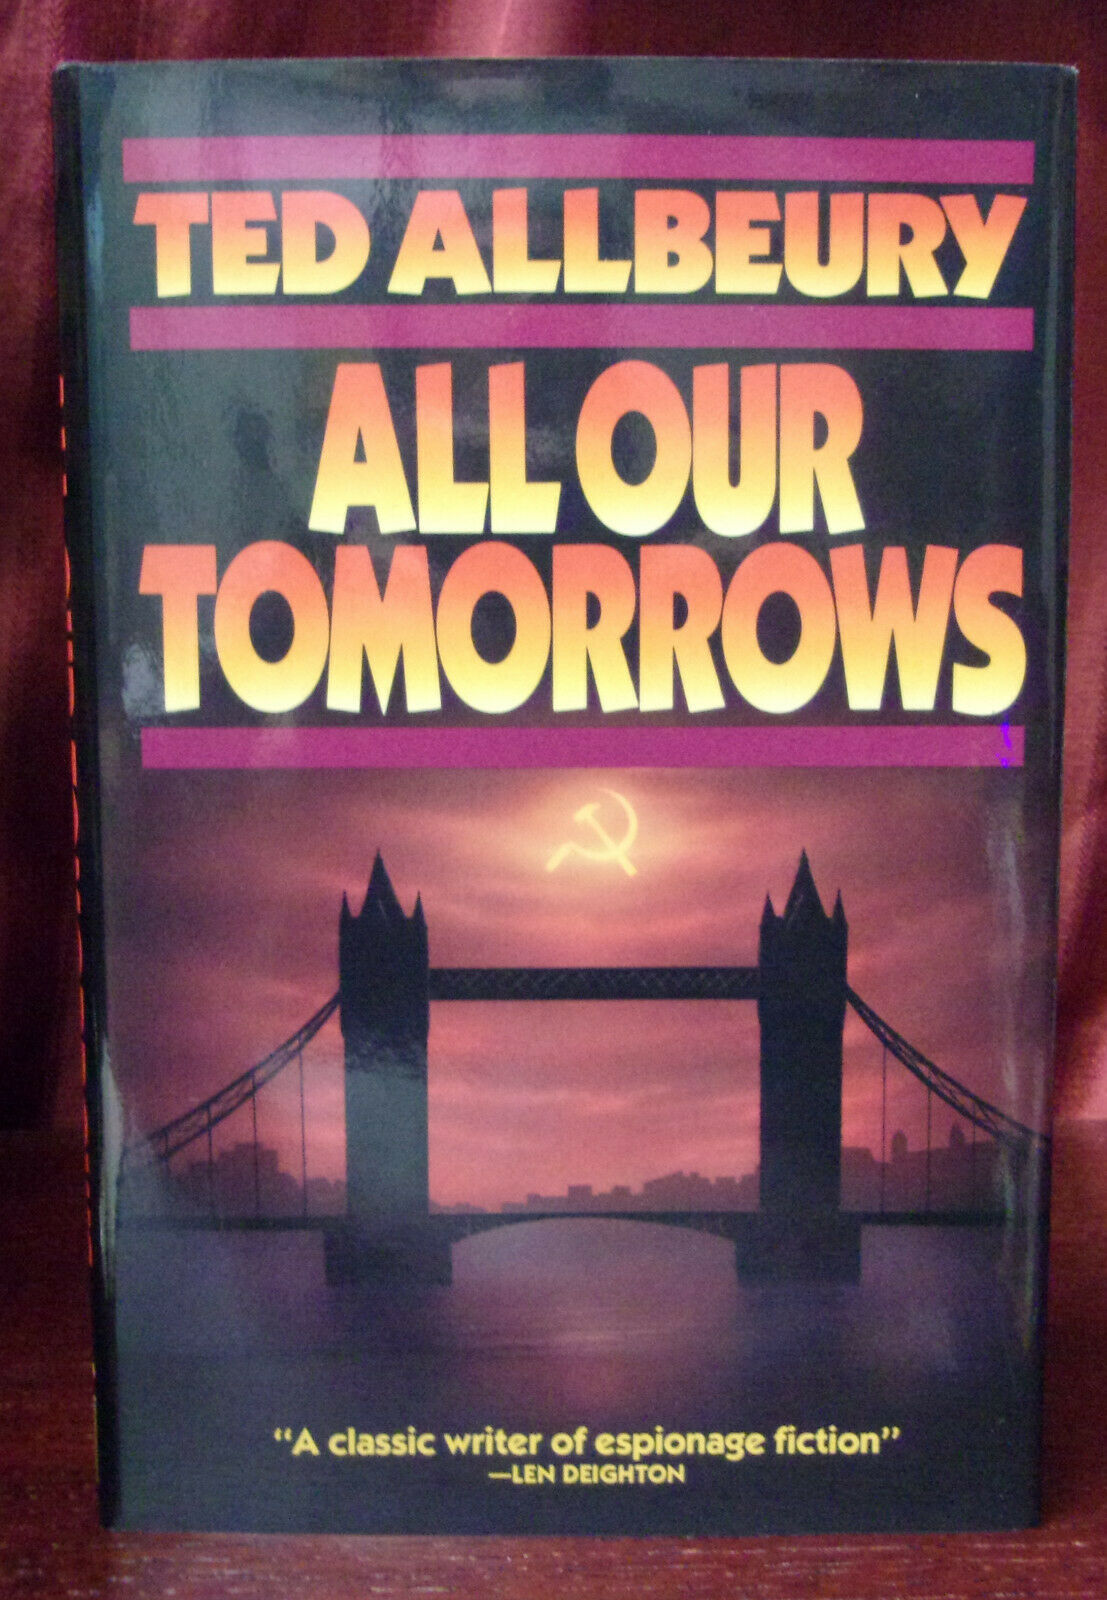 TED ALLBEURY
ALL OUR
TOMORROWS
“A classic writer of espionage fiction”
—LEN DEIGHTON